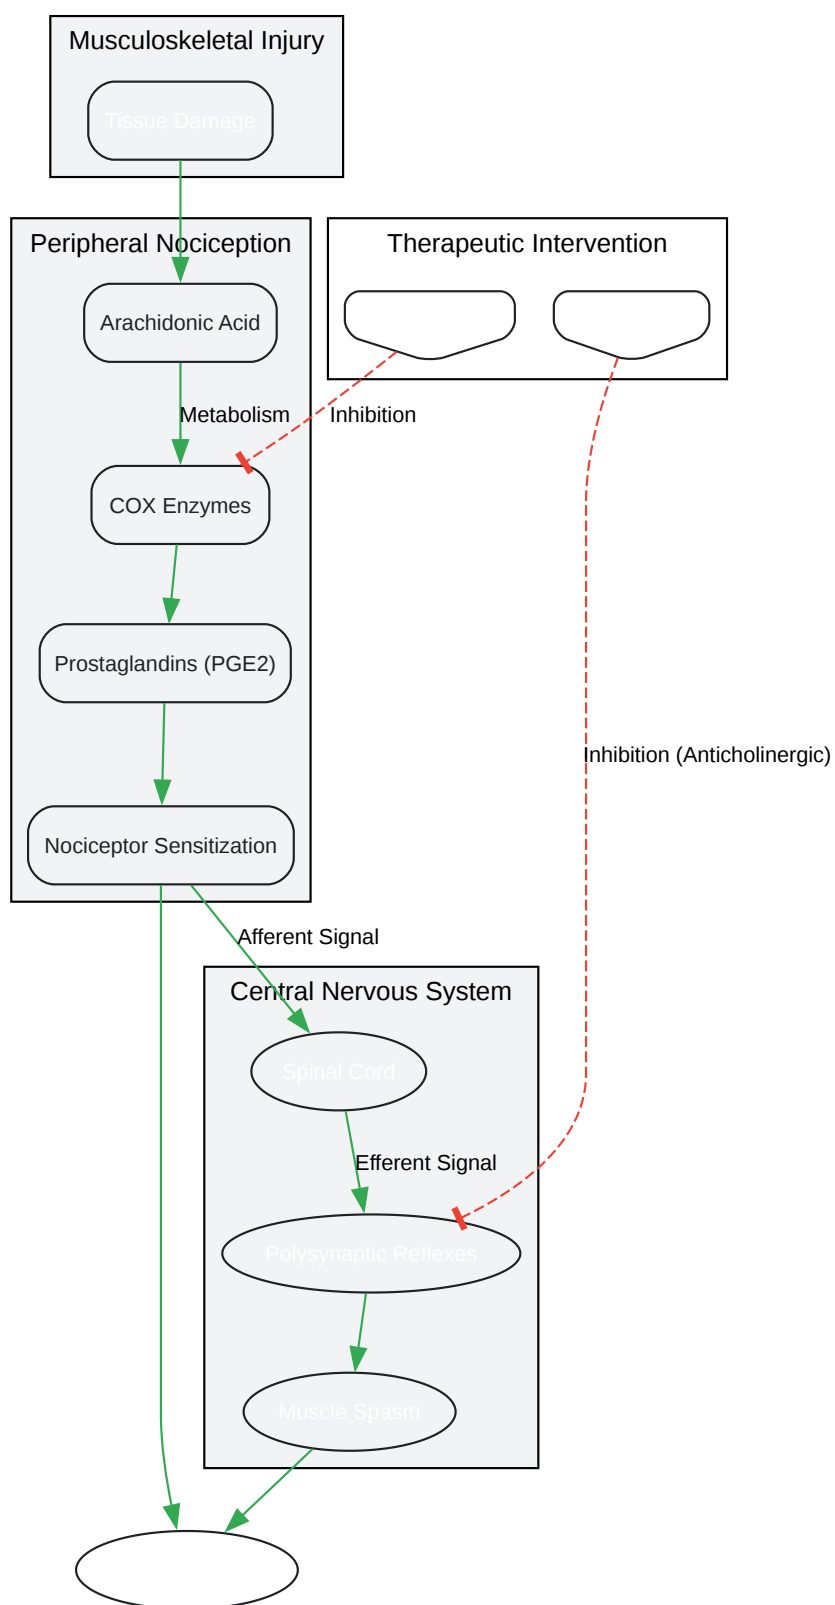 Musculoskeletal Injury
Tissue Damage
Peripheral Nociception
Therapeutic Intervention
Arachidonic Acid
Metabolism
Inhibition
COX Enzymes
Prostaglandins (PGE2)
Inhibition (Anticholinergic)
Nociceptor Sensitization
Afferent Signal
Central Nervous System
Spinal Cord
Efferent Signal
Polysynaptic Reflexes
Muscle Spasm